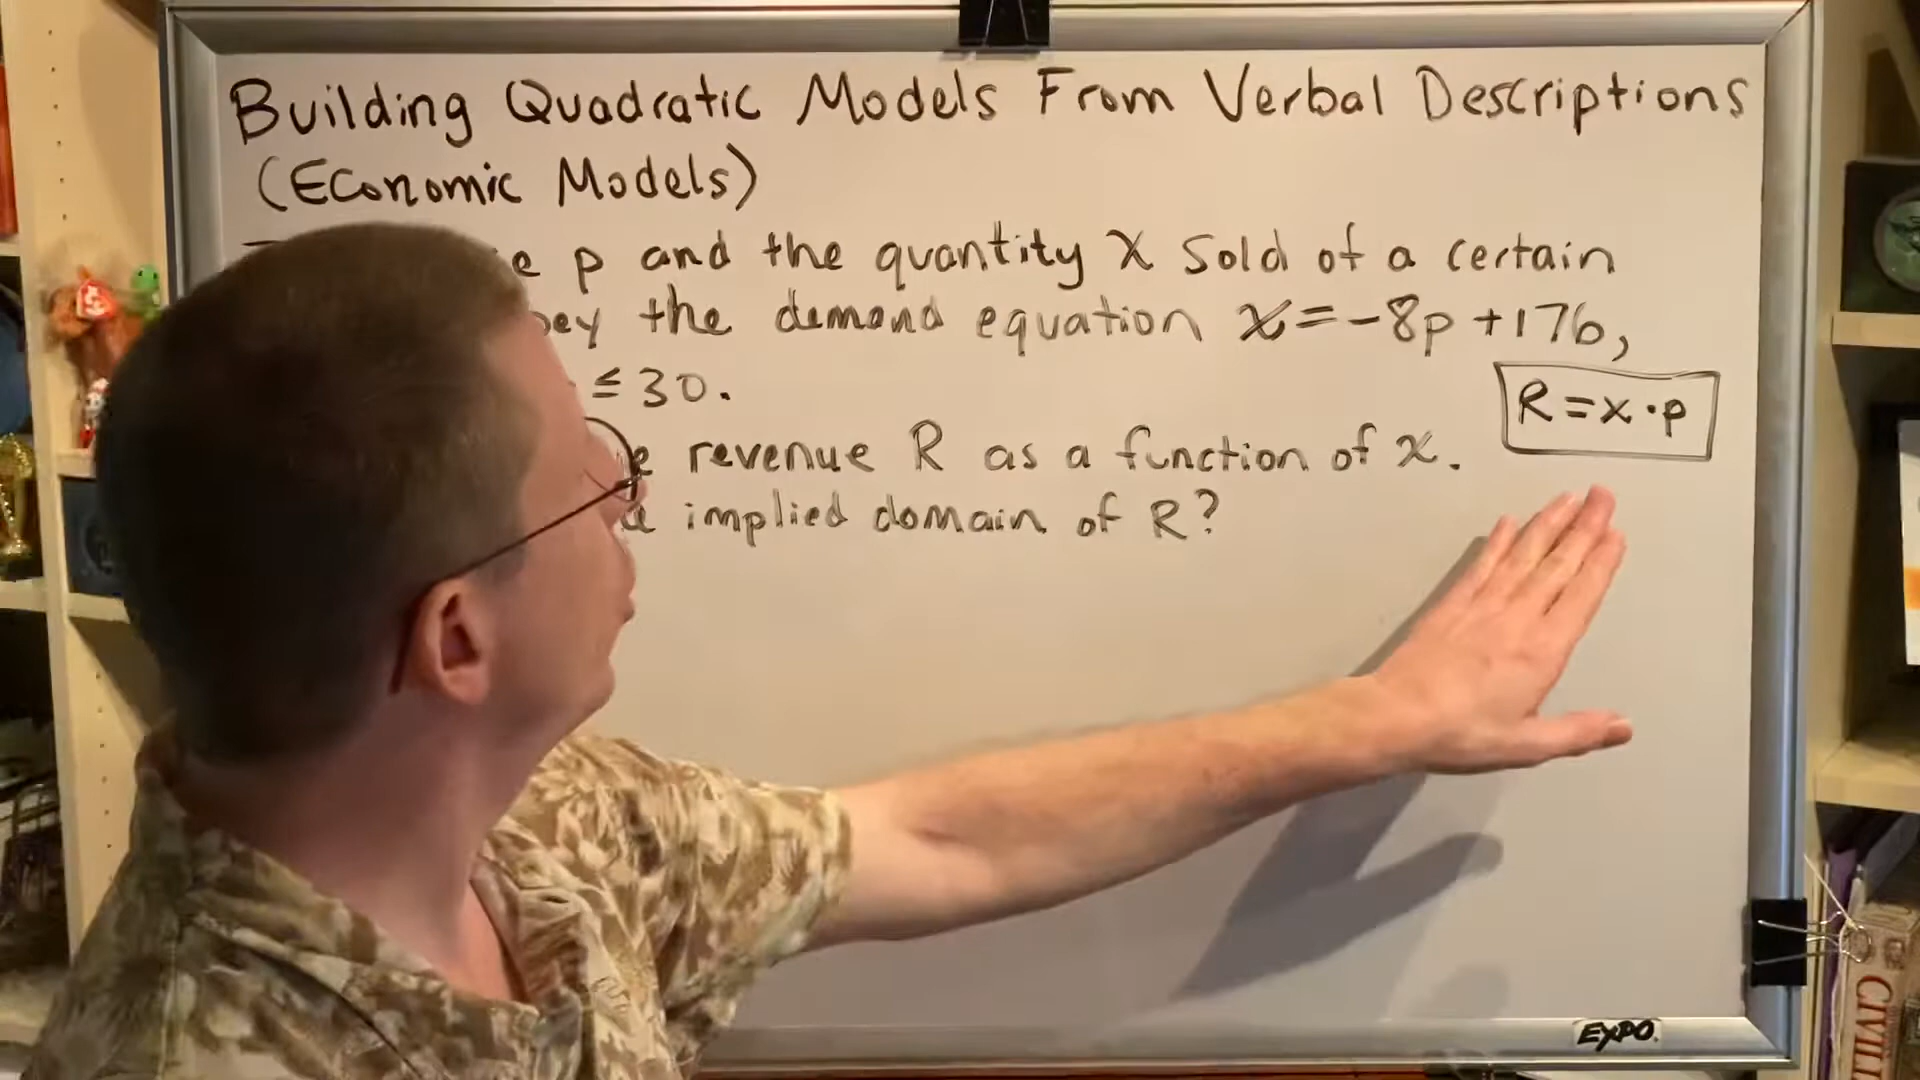 Building Quadratic Models From Verbal Descriptions
(Economic Models)
p and the quantity x sold of a certain
the demand equation x=-8p+176,
≤30.
R=x·p
revenue R as a function of x.
implied domain of R?
EXPO
CIVILI